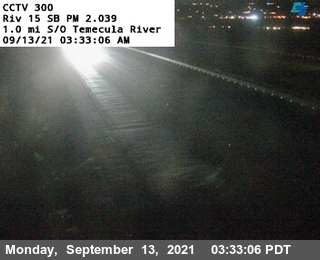 CCTV 300
Riv 15 SB PM 2.039
1.0 mi S/O Temecula River
09/13/21 03:33:06 AM
Monday, September 13, 2021 03:33:06 PDT